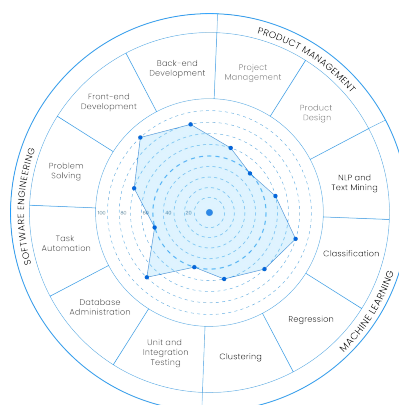 PRODUCT MANAGEMENT
Back-end
Development
Project
Management
Front-end
Development
Product
Design
Problem
Solving
NLP and
Text Mining
SOFTWARE ENGINEERING
100
80
60
40
20
Task
Automation
Classification
Database
Administration
Regression
MACHINE LEARNING
Unit and
Integration
Testing
Clustering